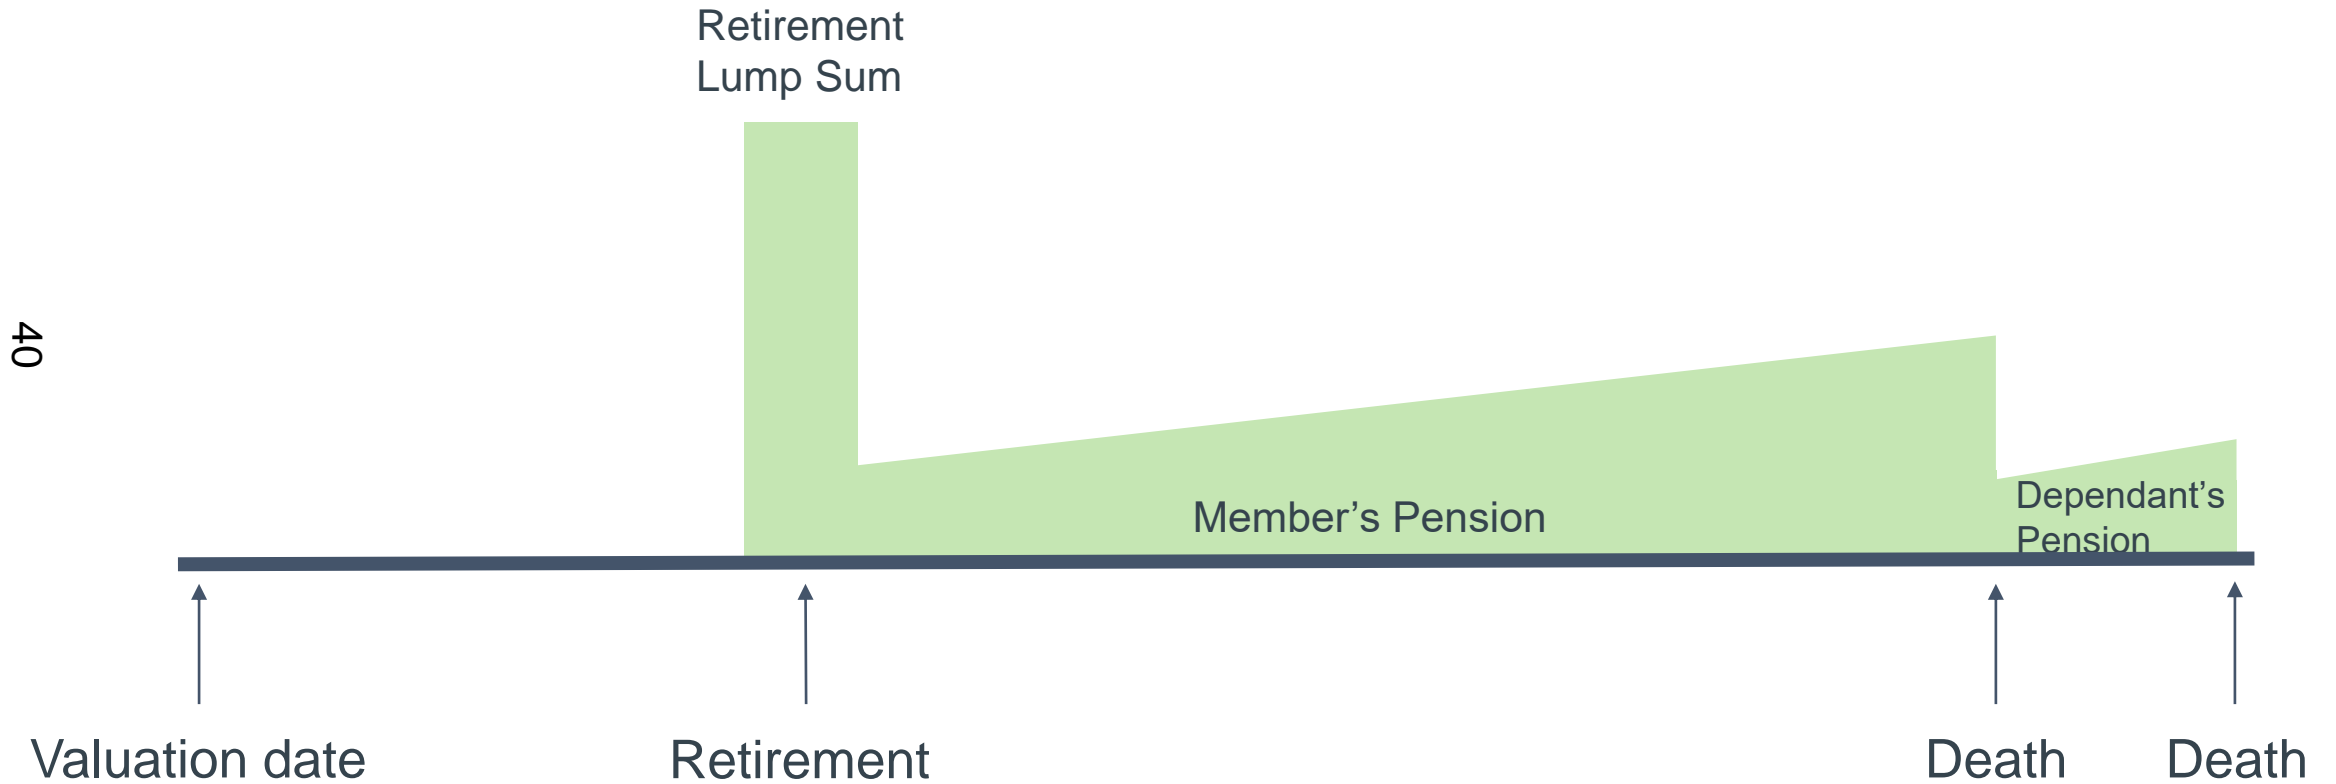 Retirement
Lump Sum
40
Member’s Pension
Dependant’s
Pension
Valuation date
Retirement
Death
Death